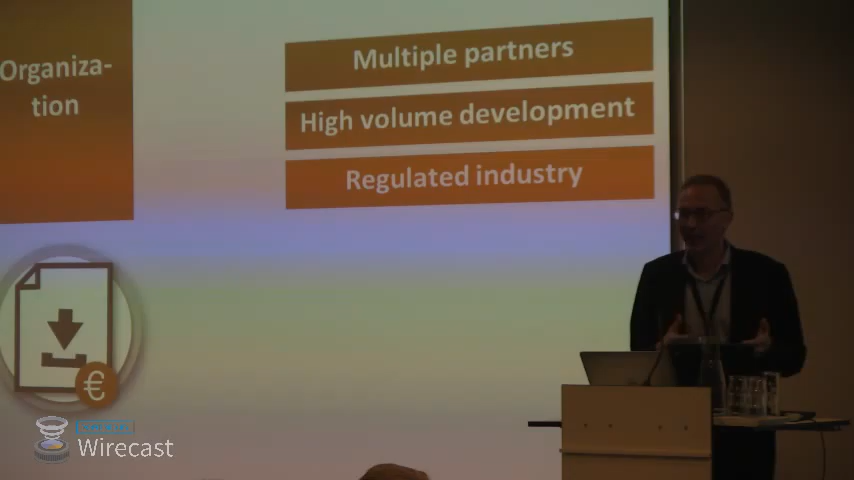 Organiza-
tion
Multiple partners
High volume development
Regulated industry
€
Wirecast